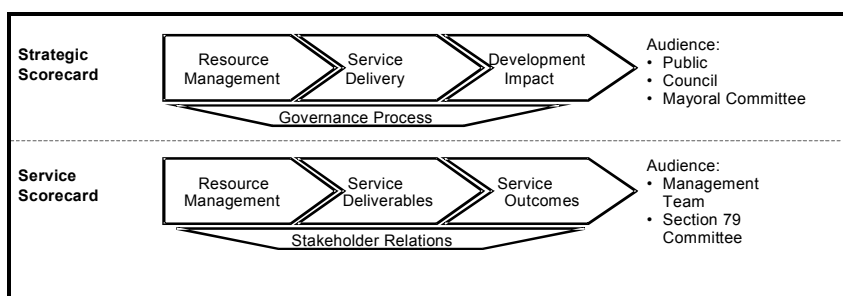 Strategic
Scorecard
Resource
Management
Service
Delivery
Development
Impact
Governance Process
Audience:
• Public
• Council
• Mayoral Committee
Service
Scorecard
Resource
Management
Service
Deliverables
Service
Outcomes
Stakeholder Relations
Audience:
• Management
Team
• Section 79
Committee